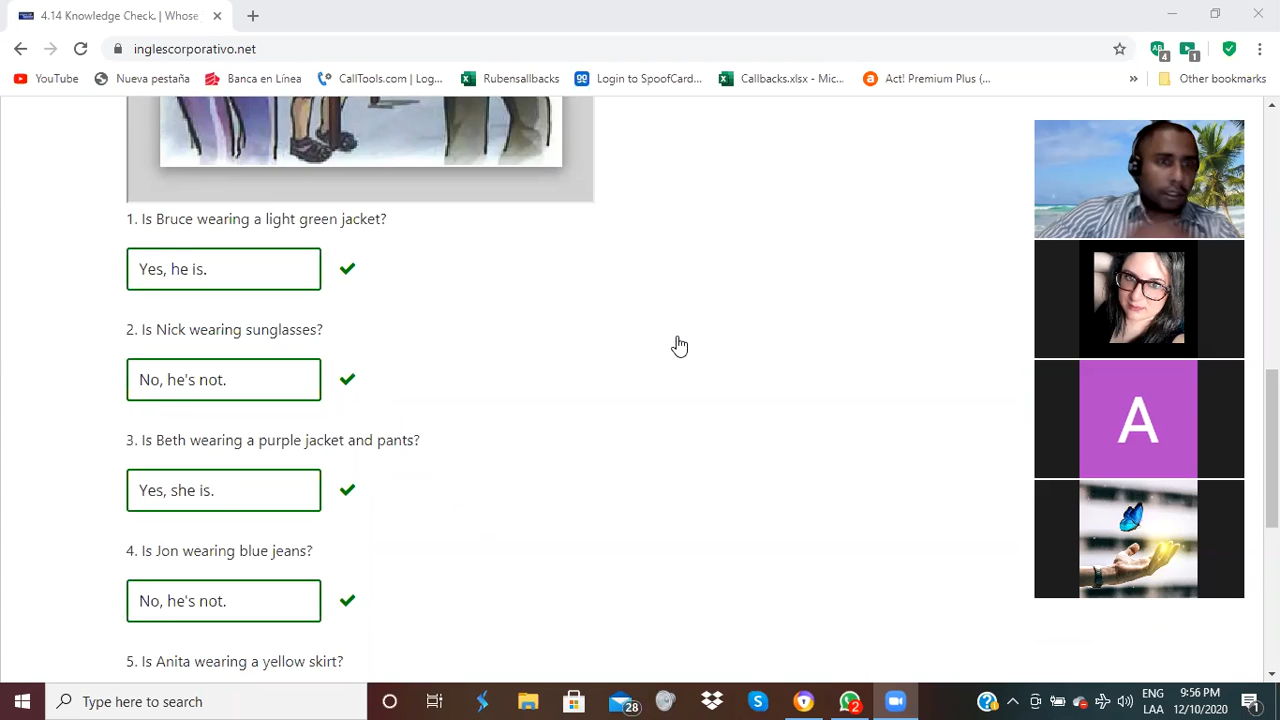 4.14 Knowledge Check. | Whose
inglescorporativo.net
4 1
YouTube Nueva pestaña Banca en Línea CallTools.com | Log... Rubensallbacks Login to SpoofCard... Callbacks.xlsx - Mic... Act! Premium Plus (... » Other bookmarks
1. Is Bruce wearing a light green jacket?
Yes, he is.
2. Is Nick wearing sunglasses?
No, he's not.
3. Is Beth wearing a purple jacket and pants?
Yes, she is.
4. Is Jon wearing blue jeans?
No, he's not.
5. Is Anita wearing a yellow skirt?
A
Type here to search
28
2
ENG
LAA
9:56 PM
12/10/2020
1